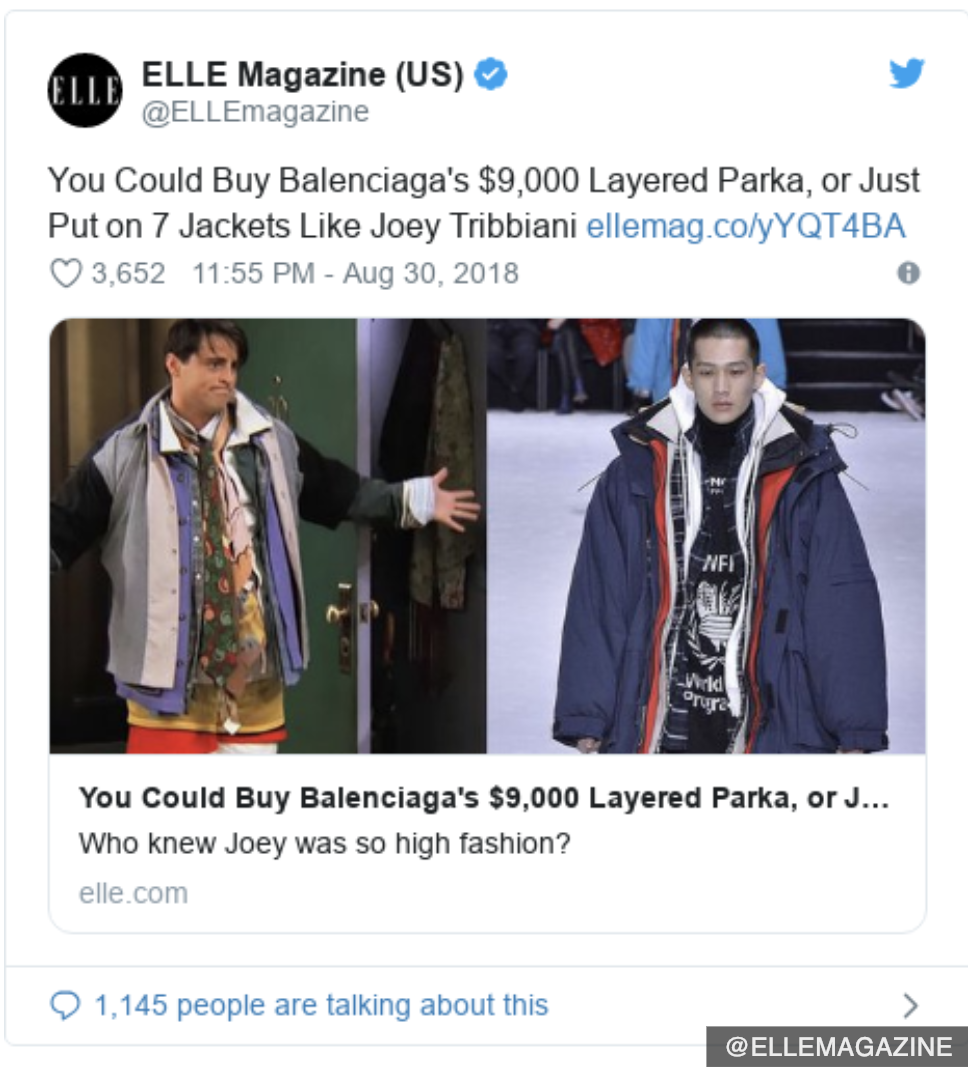 ELLE
ELLE Magazine (US)
@ELLEmagazine
You Could Buy Balenciaga's $9,000 Layered Parka, or Just
Put on 7 Jackets Like Joey Tribbiani ellemag.co/yYQT4BA
3,652 11:55 PM - Aug 30, 2018
WFP
World
Progra
You Could Buy Balenciaga's $9,000 Layered Parka, or J...
Who knew Joey was so high fashion?
elle.com
1,145 people are talking about this
@ELLEMAGAZINE